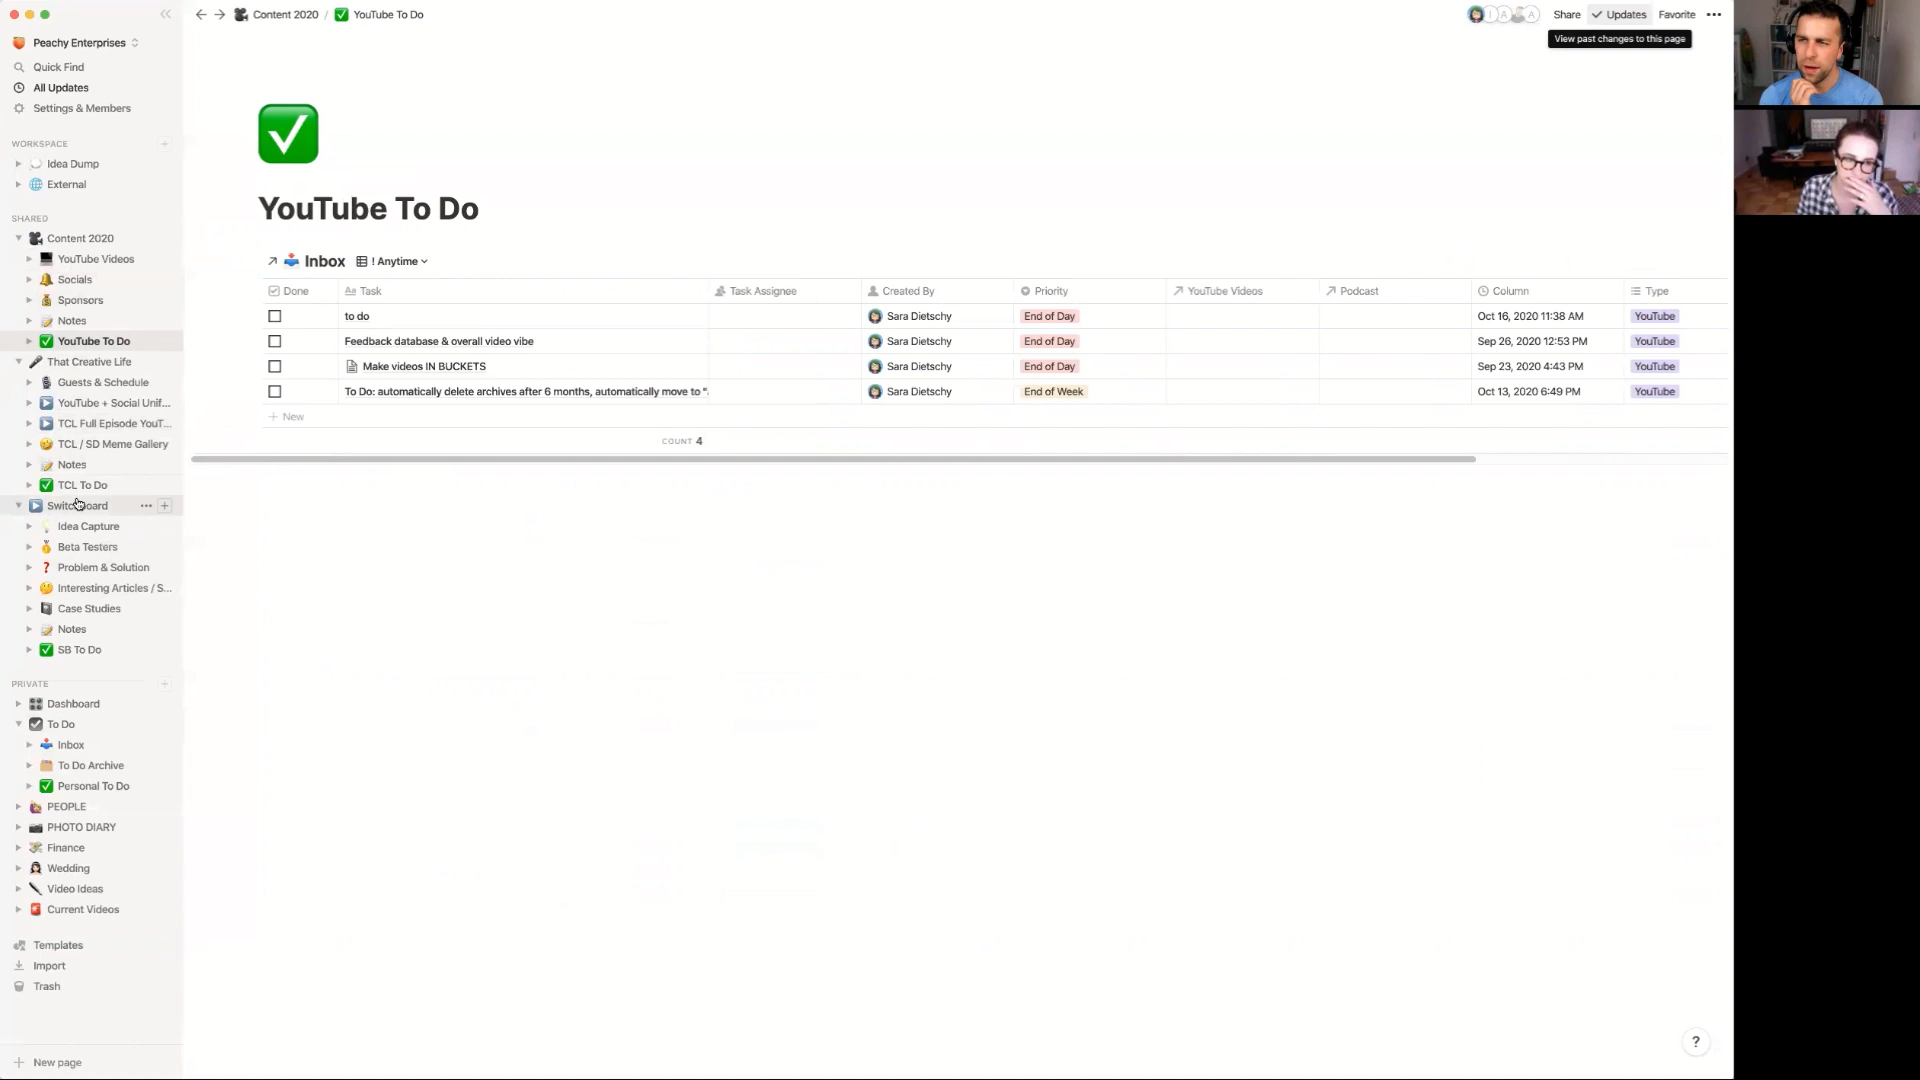 Peachy Enterprises
Quick Find
All Updates
Settings & Members
WORKSPACE
Idea Dump
External
SHARED
Content 2020
YouTube Videos
Socials
Sponsors
Notes
YouTube To Do
That Creative Life
Guests & Schedule
YouTube + Social Unif...
TCL Full Episode YouT...
TCL / SD Meme Gallery
Notes
TCL To Do
Switchboard
Idea Capture
Beta Testers
Problem & Solution
Interesting Articles / S...
Case Studies
Notes
SB To Do
PRIVATE
Dashboard
To Do
Inbox
To Do Archive
Personal To Do
PEOPLE
PHOTO DIARY
Finance
Wedding
Video Ideas
Current Videos
Templates
Import
Trash
New page
Content 2020 / YouTube To Do
Share Updates Favorite
View past changes to this page
YouTube To Do
Inbox ! Anytime
Done Task Task Assignee Created By Priority YouTube Videos Podcast Column Type
to do Sara Dietschy End of Day Oct 16, 2020 11:38 AM YouTube
Feedback database & overall video vibe Sara Dietschy End of Day Sep 26, 2020 12:53 PM YouTube
Make videos IN BUCKETS Sara Dietschy End of Day Sep 23, 2020 4:43 PM YouTube
To Do: automatically delete archives after 6 months, automatically move to " Sara Dietschy End of Week Oct 13, 2020 6:49 PM YouTube
+ New
COUNT 4
?